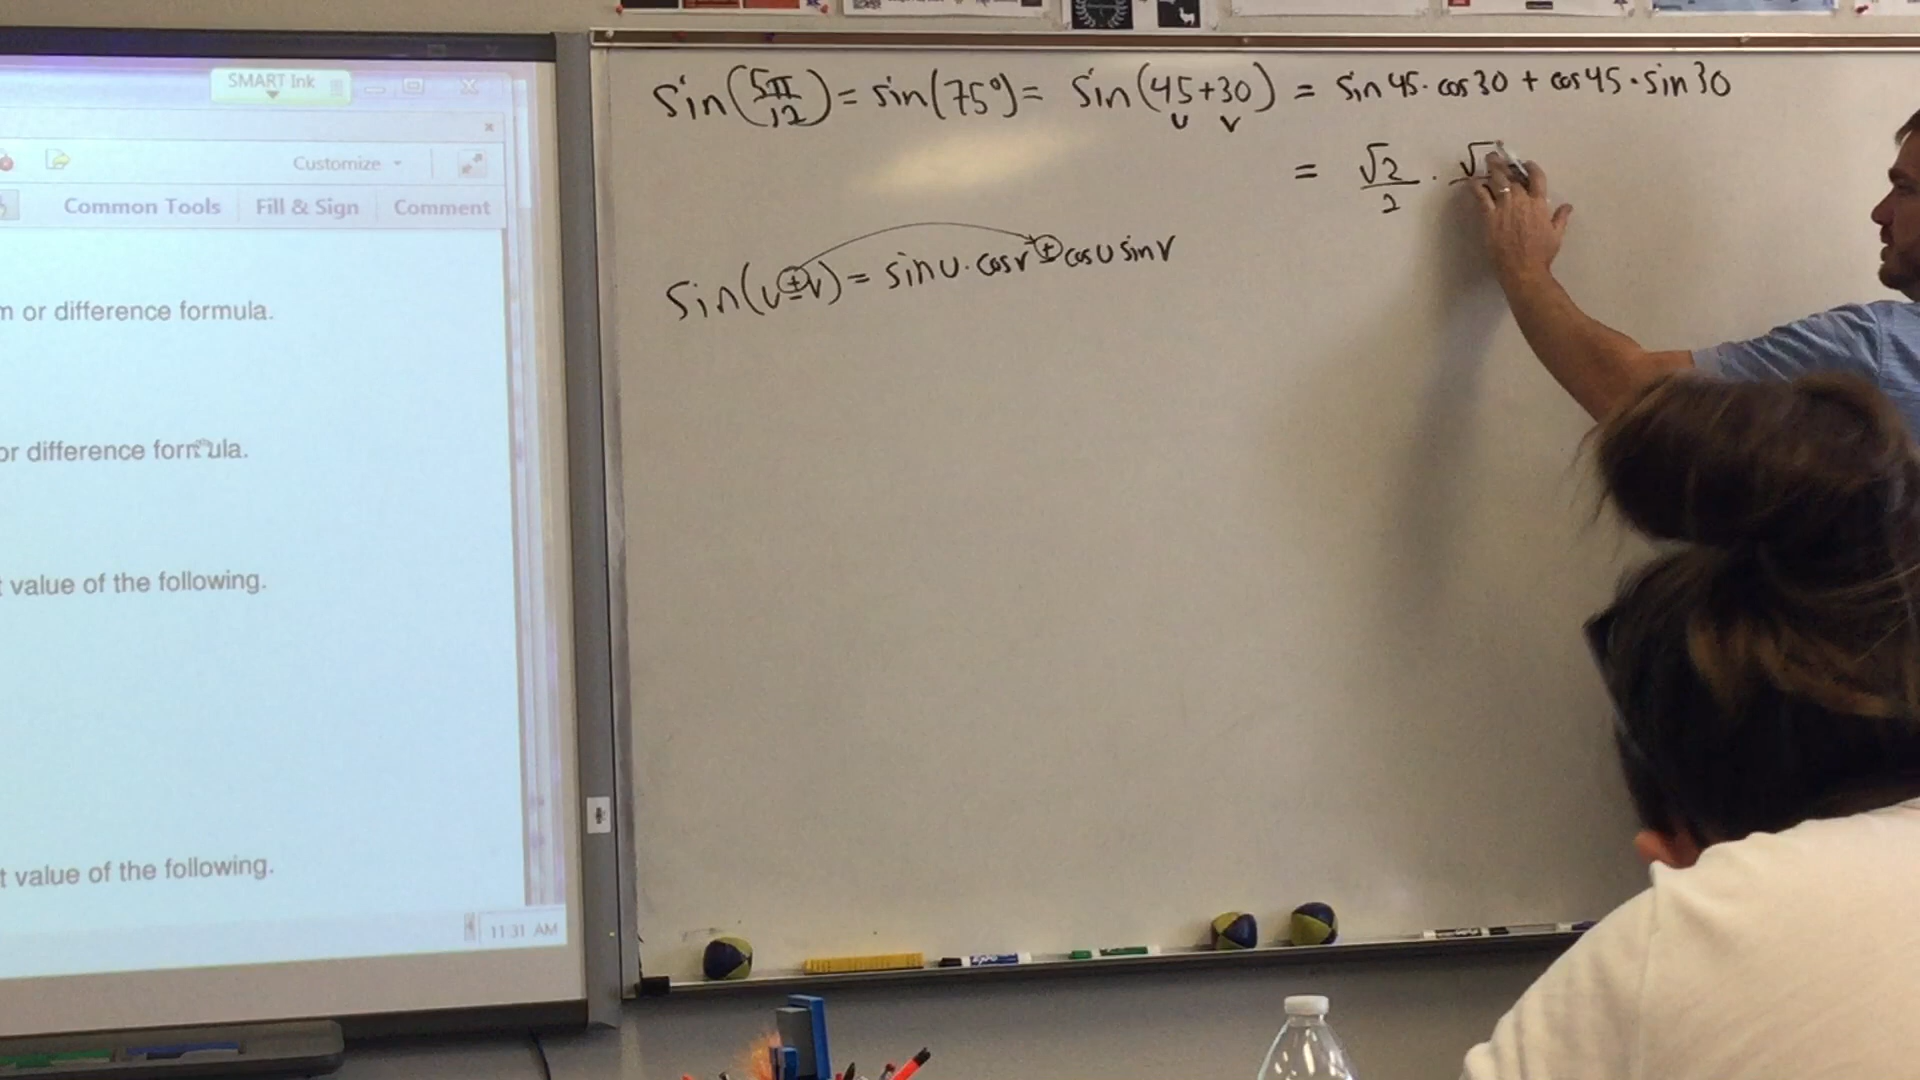 SMART Ink
Customize
Common Tools Fill & Sign Comment
or difference formula.
or difference formula.
value of the following.
value of the following.
11:31 AM
sin(5π/12) = sin(75°) = sin(45+30) = sin45·cos30 + cos45·sin30
u v
= √2/2 ·
sin(u±v) = sinu·cosv ± cosu sinv
EXPO